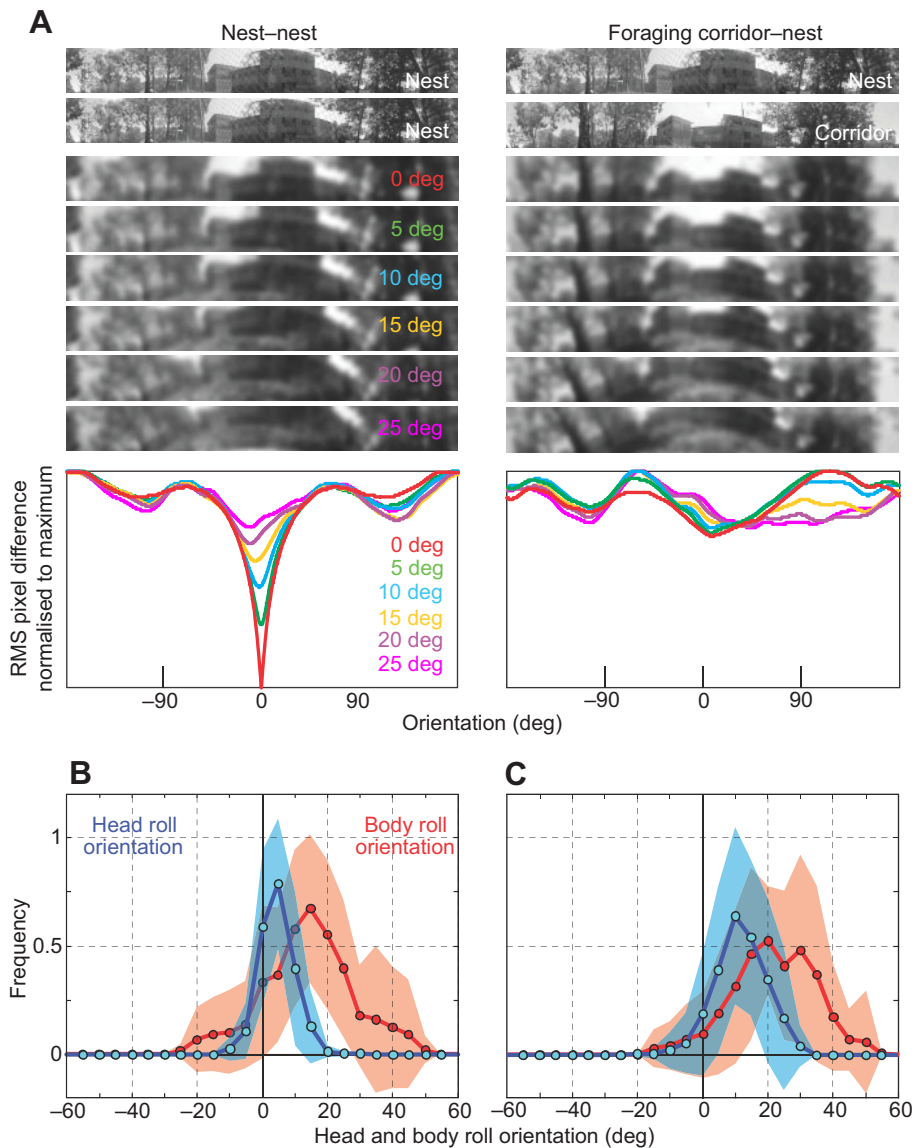 A
Nest–nest
Foraging corridor–nest
Nest
Nest
Nest
Corridor
0 deg
5 deg
10 deg
15 deg
20 deg
25 deg
RMS pixel difference
normalised to maximum
0 deg
5 deg
10 deg
15 deg
20 deg
25 deg
–90
0
90
–90
0
90
Orientation (deg)
B
C
Head roll
orientation
Body roll
orientation
1
0.5
0
Frequency
–60
–40
–20
0
20
40
60
–60
–40
–20
0
20
40
60
Head and body roll orientation (deg)